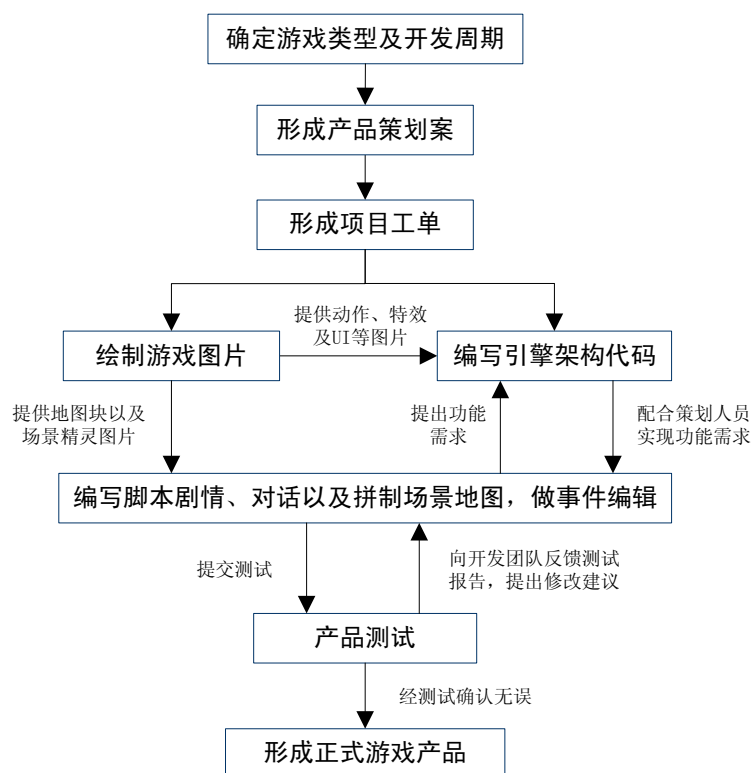 确定游戏类型及开发周期
形成产品策划案
形成项目工单
提供动作、特效
及UI等图片
绘制游戏图片
编写引擎架构代码
提供地图块以及
场景精灵图片
提出功能
需求
配合策划人员
实现功能需求
编写脚本剧情、对话以及拼制场景地图，做事件编辑
提交测试
向开发团队反馈测试
报告，提出修改建议
产品测试
经测试确认无误
形成正式游戏产品